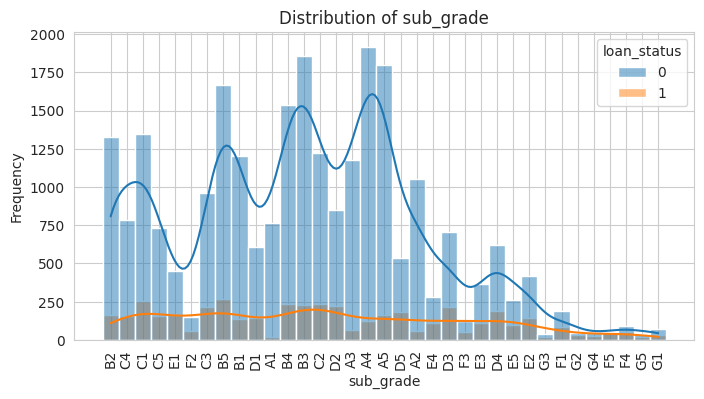 Distribution of sub_grade
2000
1750
1500
1250
1000
750
500
250
0
Frequency
loan_status
0
1
B2 C4 C1 C5 E1 F2 C3 B5 B1 D1 A1 B4 B3 C2 D2 A3 A4 A5 D5 A2 E4 D3 F3 E3 D4 E5 E2 G3 F1 G2 G4 F5 F4 G5 G1
sub_grade